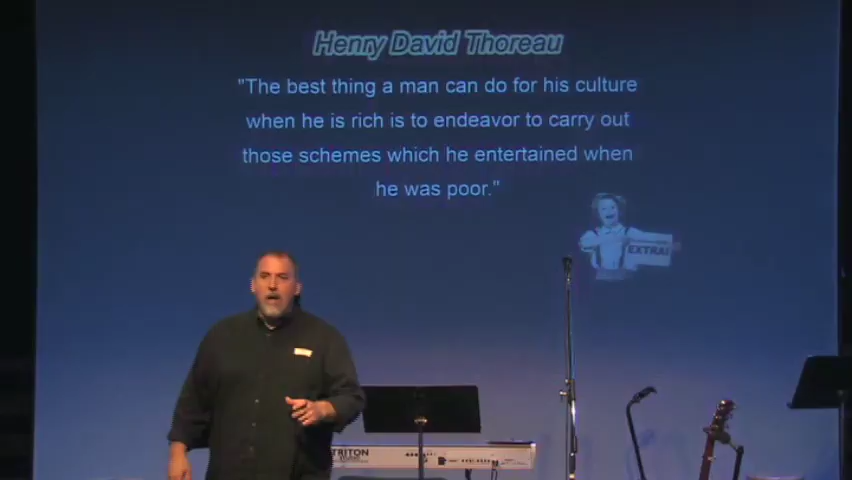 Henry David Thoreau
"The best thing a man can do for his culture
when he is rich is to endeavor to carry out
those schemes which he entertained when
he was poor."
EXTRA!
TRITON